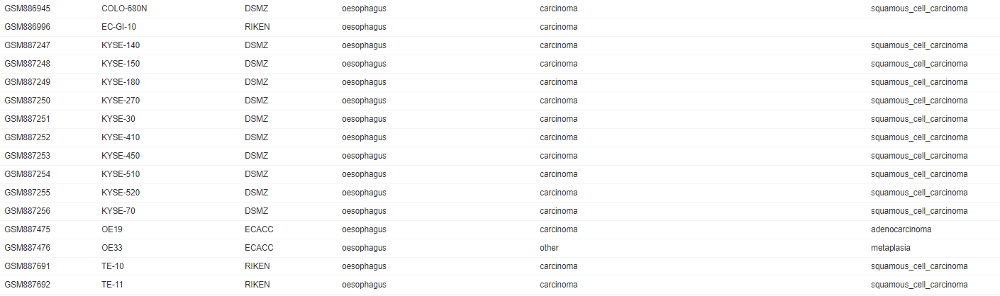 GSM886945 COLO-680N DSMZ oesophagus carcinoma squamous_cell_carcinoma
GSM886996 EC-GI-10 RIKEN oesophagus carcinoma
GSM887247 KYSE-140 DSMZ oesophagus carcinoma squamous_cell_carcinoma
GSM887248 KYSE-150 DSMZ oesophagus carcinoma squamous_cell_carcinoma
GSM887249 KYSE-180 DSMZ oesophagus carcinoma squamous_cell_carcinoma
GSM887250 KYSE-270 DSMZ oesophagus carcinoma squamous_cell_carcinoma
GSM887251 KYSE-30 DSMZ oesophagus carcinoma squamous_cell_carcinoma
GSM887252 KYSE-410 DSMZ oesophagus carcinoma squamous_cell_carcinoma
GSM887253 KYSE-450 DSMZ oesophagus carcinoma squamous_cell_carcinoma
GSM887254 KYSE-510 DSMZ oesophagus carcinoma squamous_cell_carcinoma
GSM887255 KYSE-520 DSMZ oesophagus carcinoma squamous_cell_carcinoma
GSM887256 KYSE-70 DSMZ oesophagus carcinoma squamous_cell_carcinoma
GSM887475 OE19 ECACC oesophagus carcinoma adenocarcinoma
GSM887476 OE33 ECACC oesophagus other metaplasia
GSM887691 TE-10 RIKEN oesophagus carcinoma squamous_cell_carcinoma
GSM887692 TE-11 RIKEN oesophagus carcinoma squamous_cell_carcinoma